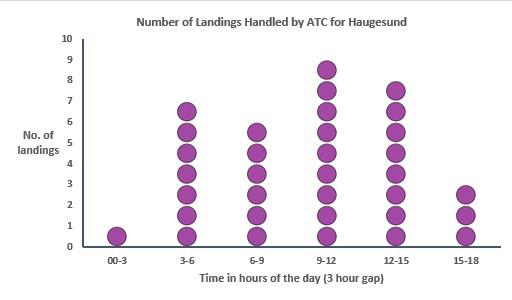 Number of Landings Handled by ATC for Haugesund
10
9
8
7
6
5
4
3
2
1
0
No. of
landings
00-3 3-6 6-9 9-12 12-15 15-18
Time in hours of the day (3 hour gap)